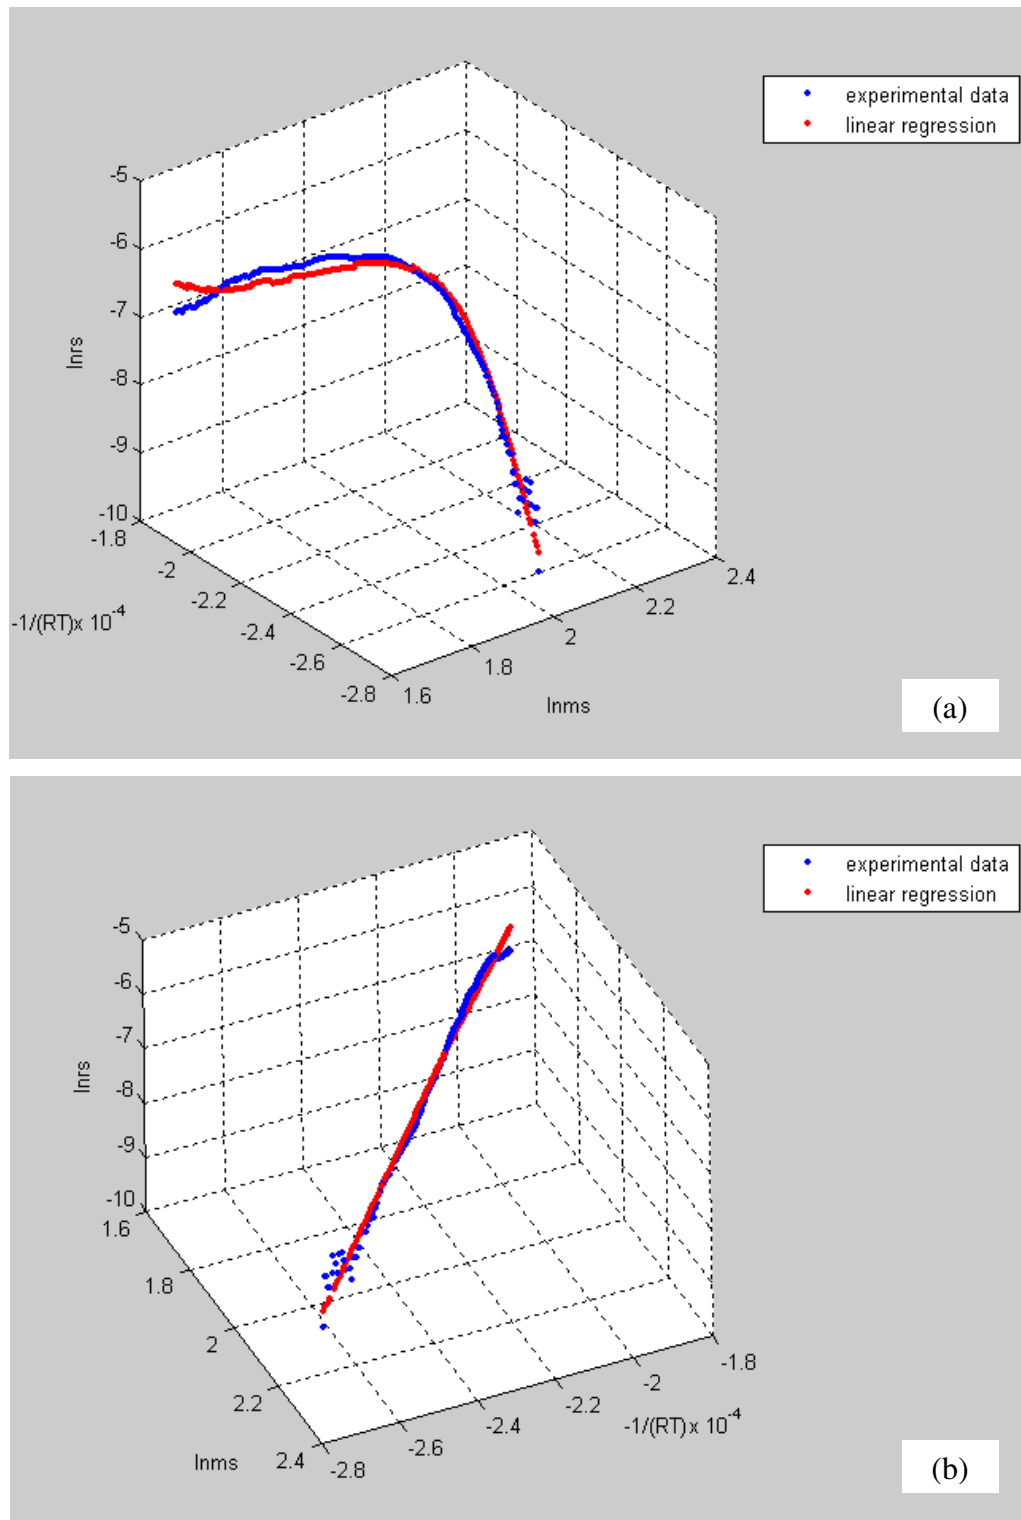 experimental data
linear regression
-5
-6
-7
-8
-9
-10
lnrs
-1.8
-2
-2.2
-2.4
-2.6
-2.8
-1/(RT)x 10^-4
1.6
1.8
2
2.2
2.4
lnms
(a)
experimental data
linear regression
-5
-6
-7
-8
-9
-10
lnrs
1.6
1.8
2
2.2
2.4
lnms
-2.8
-2.6
-2.4
-2.2
-2
-1.8
-1/(RT)x 10^-4
(b)